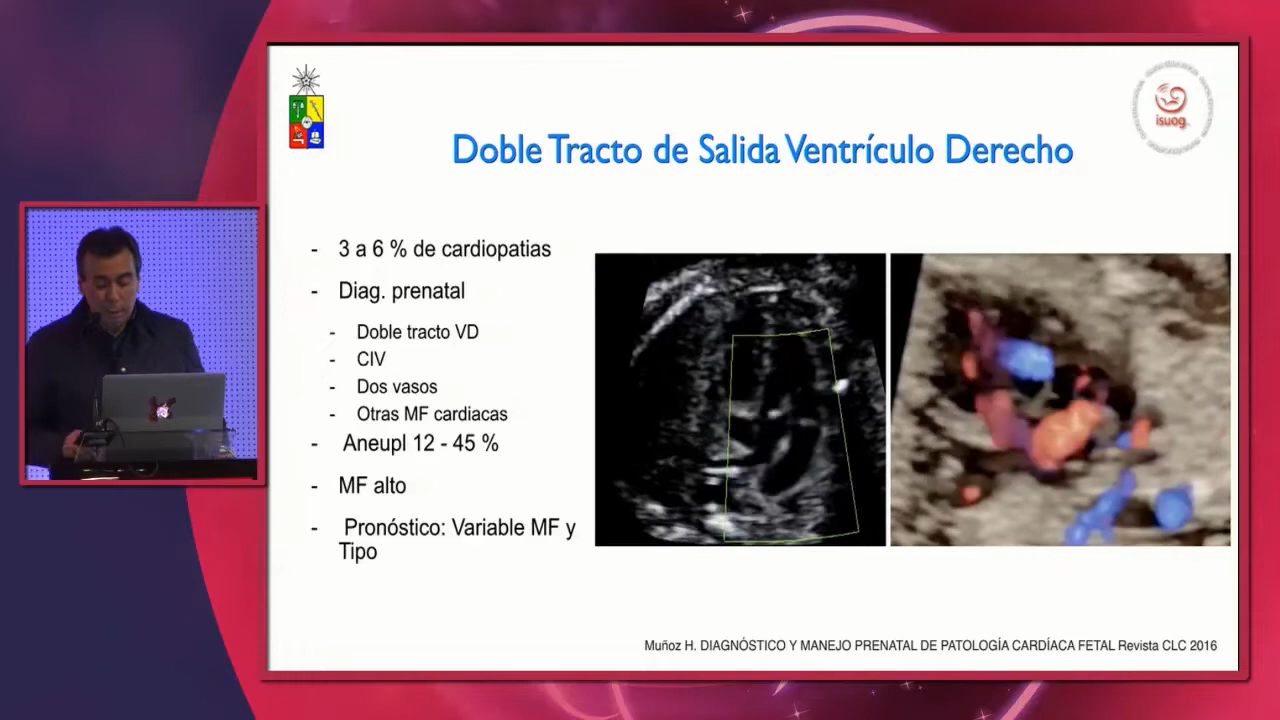 isuog
Doble Tracto de Salida Ventrículo Derecho
- 3 a 6 % de cardiopatias
- Diag. prenatal
- Doble tracto VD
- CIV
- Dos vasos
- Otras MF cardiacas
- Aneupl 12 - 45 %
- MF alto
- Pronóstico: Variable MF y
Tipo
Muñoz H. DIAGNÓSTICO Y MANEJO PRENATAL DE PATOLOGÍA CARDÍACA FETAL Revista CLC 2016